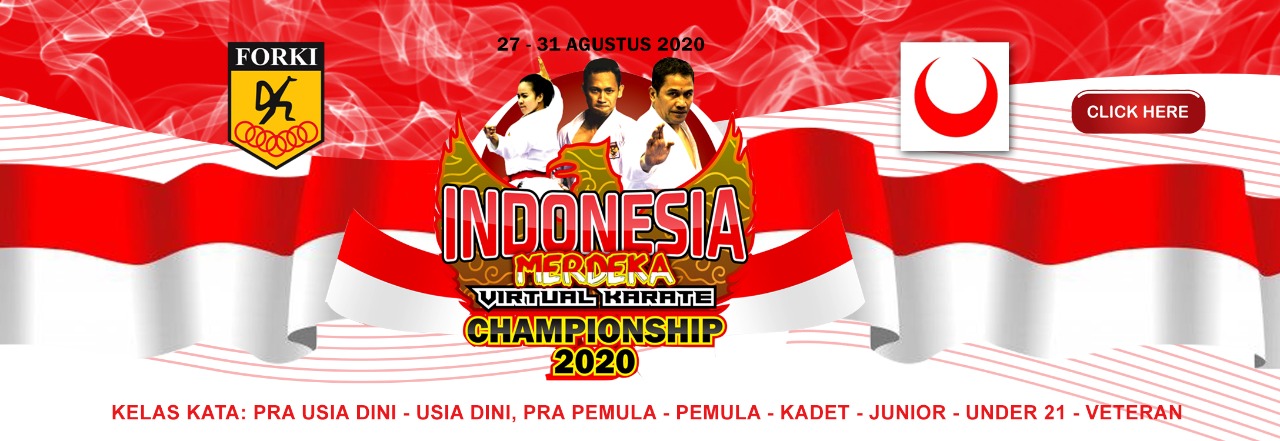 27 - 31 AGUSTUS 2020
FORKI
CLICK HERE
INDONESIA
MERDEKA
VIRTUAL KARATE
CHAMPIONSHIP
2020
KELAS KATA: PRA USIA DINI - USIA DINI, PRA PEMULA - PEMULA - KADET - JUNIOR - UNDER 21 - VETERAN